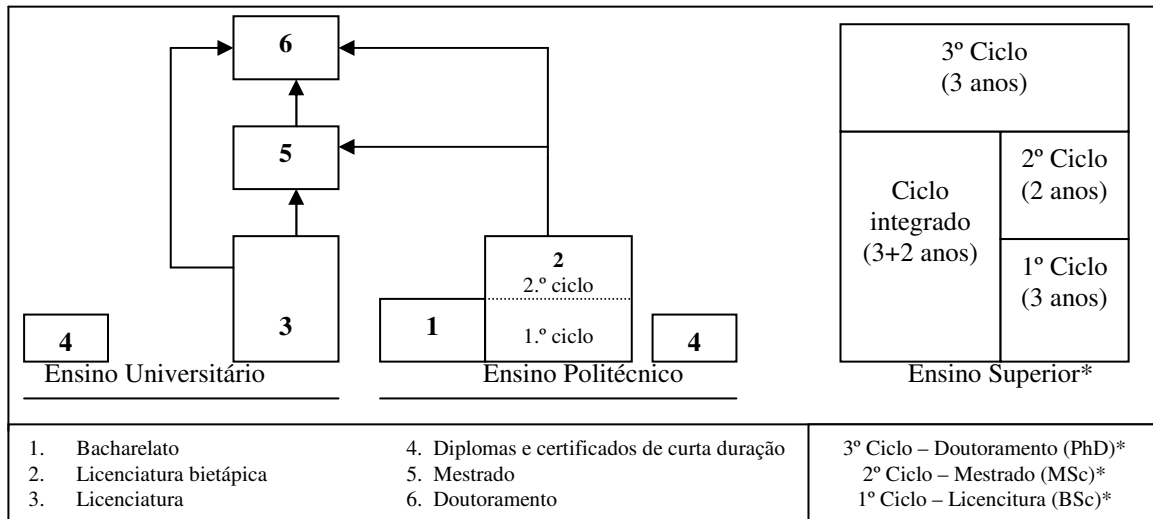 6
3º Ciclo
(3 anos)
5
Ciclo
integrado
(3+2 anos)
2º Ciclo
(2 anos)
2
2.º ciclo
1º Ciclo
(3 anos)
4
3
1
1.º ciclo
4
Ensino Universitário
Ensino Politécnico
Ensino Superior*
1. Bacharelato
2. Licenciatura bietápica
3. Licenciatura
4. Diplomas e certificados de curta duração
5. Mestrado
6. Doutoramento
3º Ciclo – Doutoramento (PhD)*
2º Ciclo – Mestrado (MSc)*
1º Ciclo – Licencitura (BSc)*